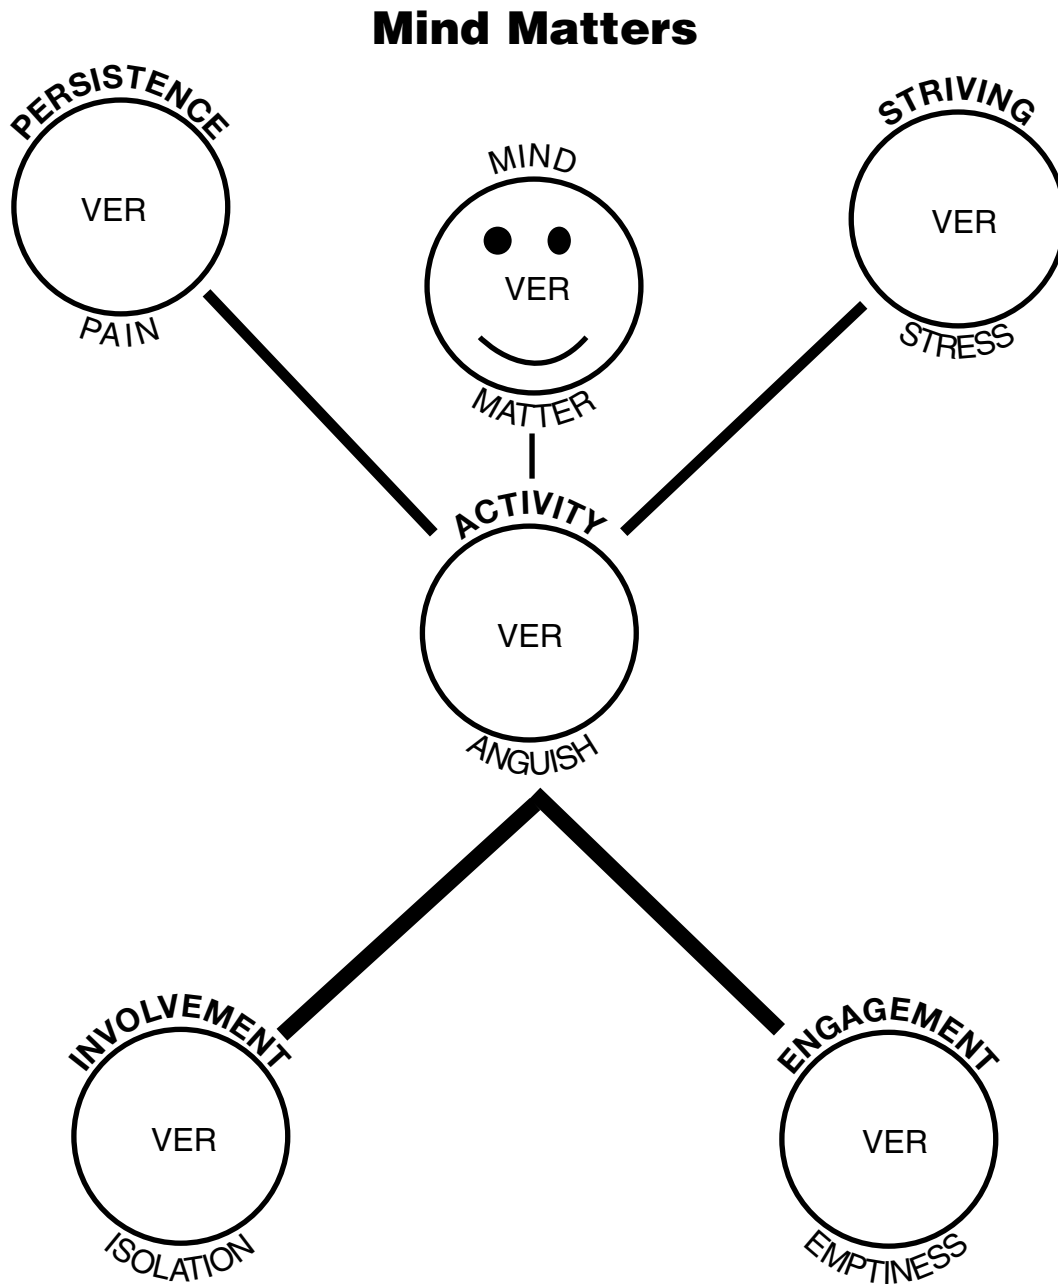 Mind Matters
PERSISTENCE
VER
PAIN
MIND
VER
MATTER
STRIVING
VER
STRESS
ACTIVITY
VER
ANGUISH
INVOLVEMENT
VER
ISOLATION
ENGAGEMENT
VER
EMPTINESS